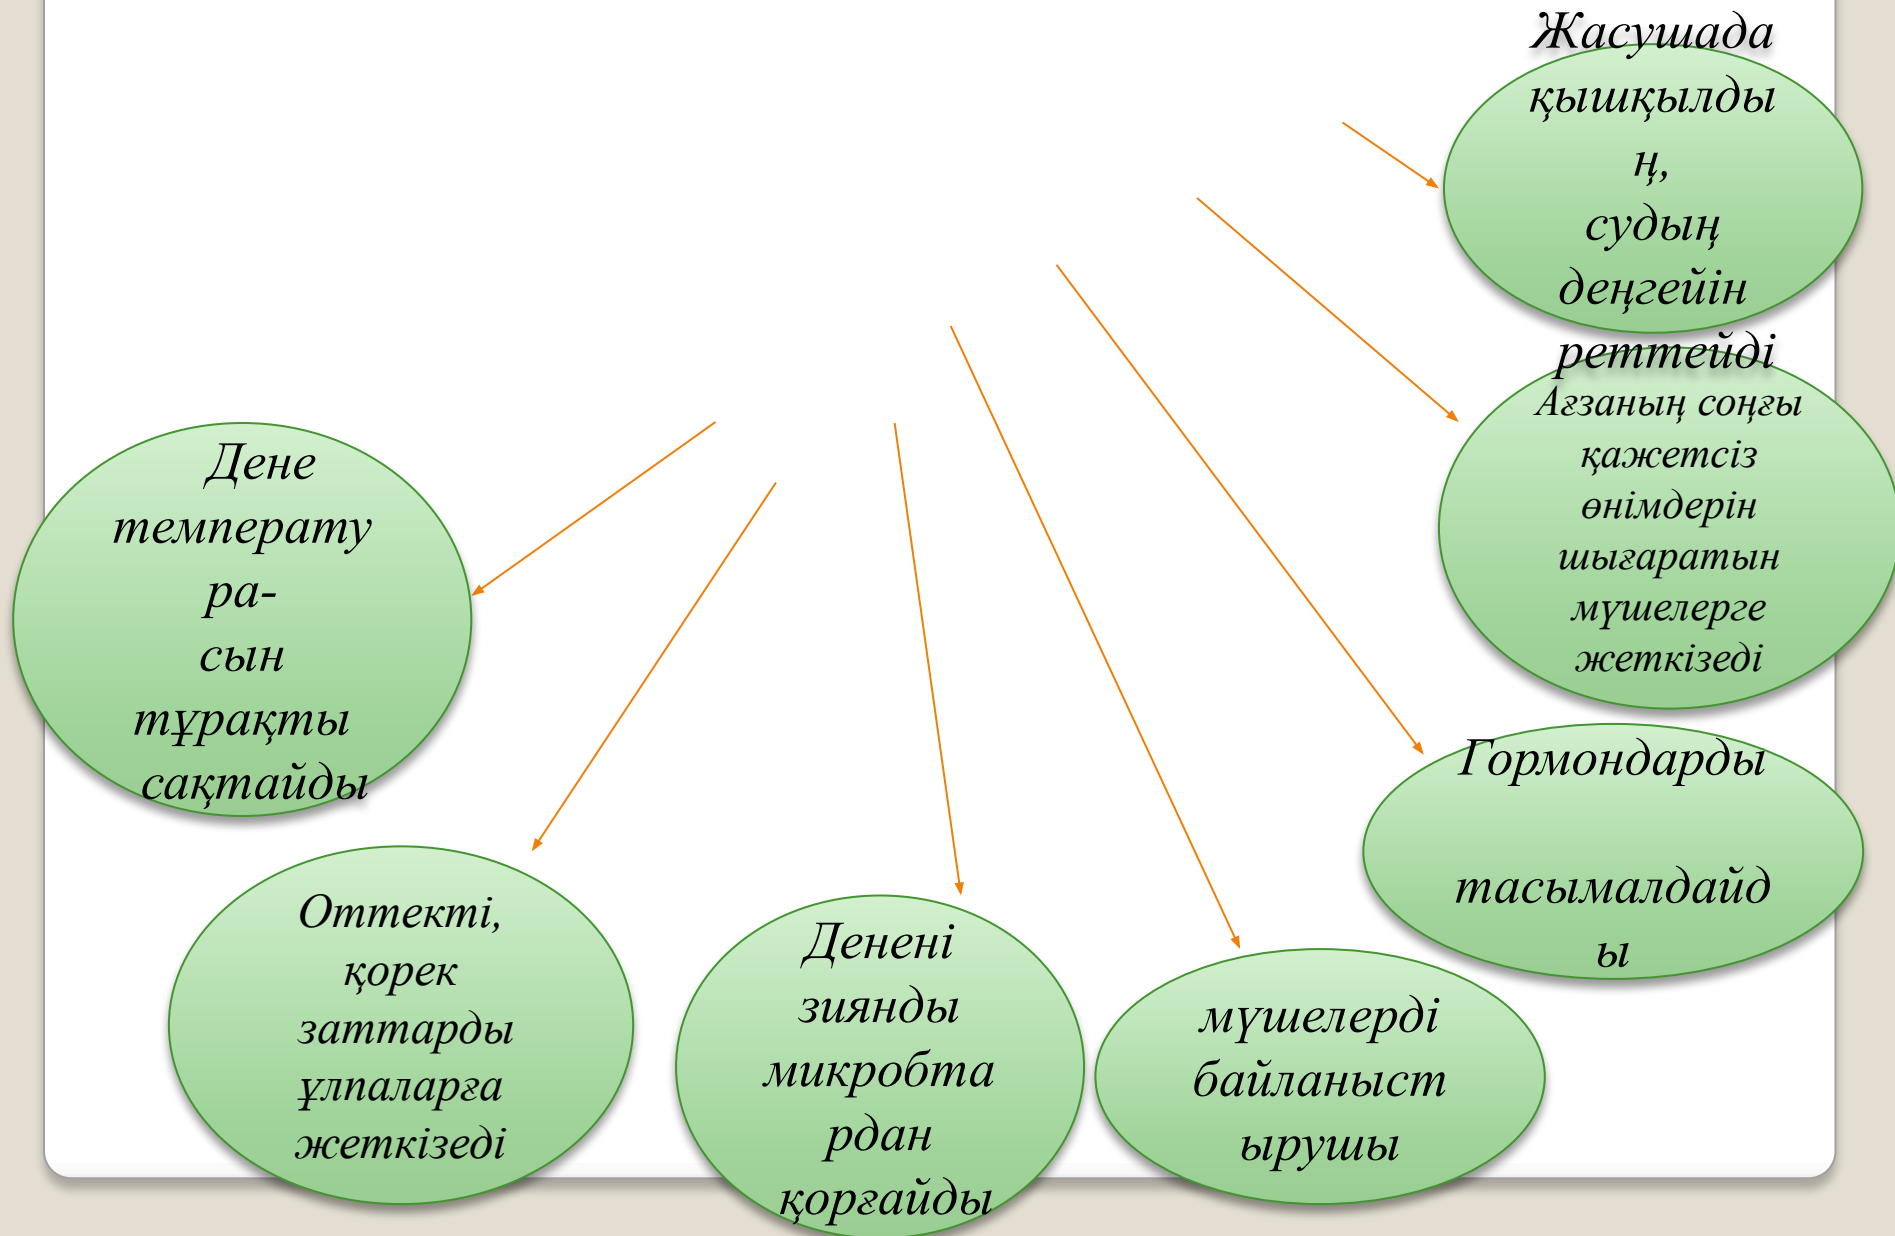 Жасушада
қышқылды
ң,
судың
деңгейін
реттейді
Ағзаның соңғы
қажетсіз
өнімдерін
шығаратын
мүшелерге
жеткізеді
Гормондарды
тасымалдайд
ы
мүшелерді
байланыст
ырушы
Денені
зиянды
микробта
рдан
қорғайды
Оттекті,
қорек
заттарды
ұлпаларға
жеткізеді
Дене
температу
ра-
сын
тұрақты
сақтайды